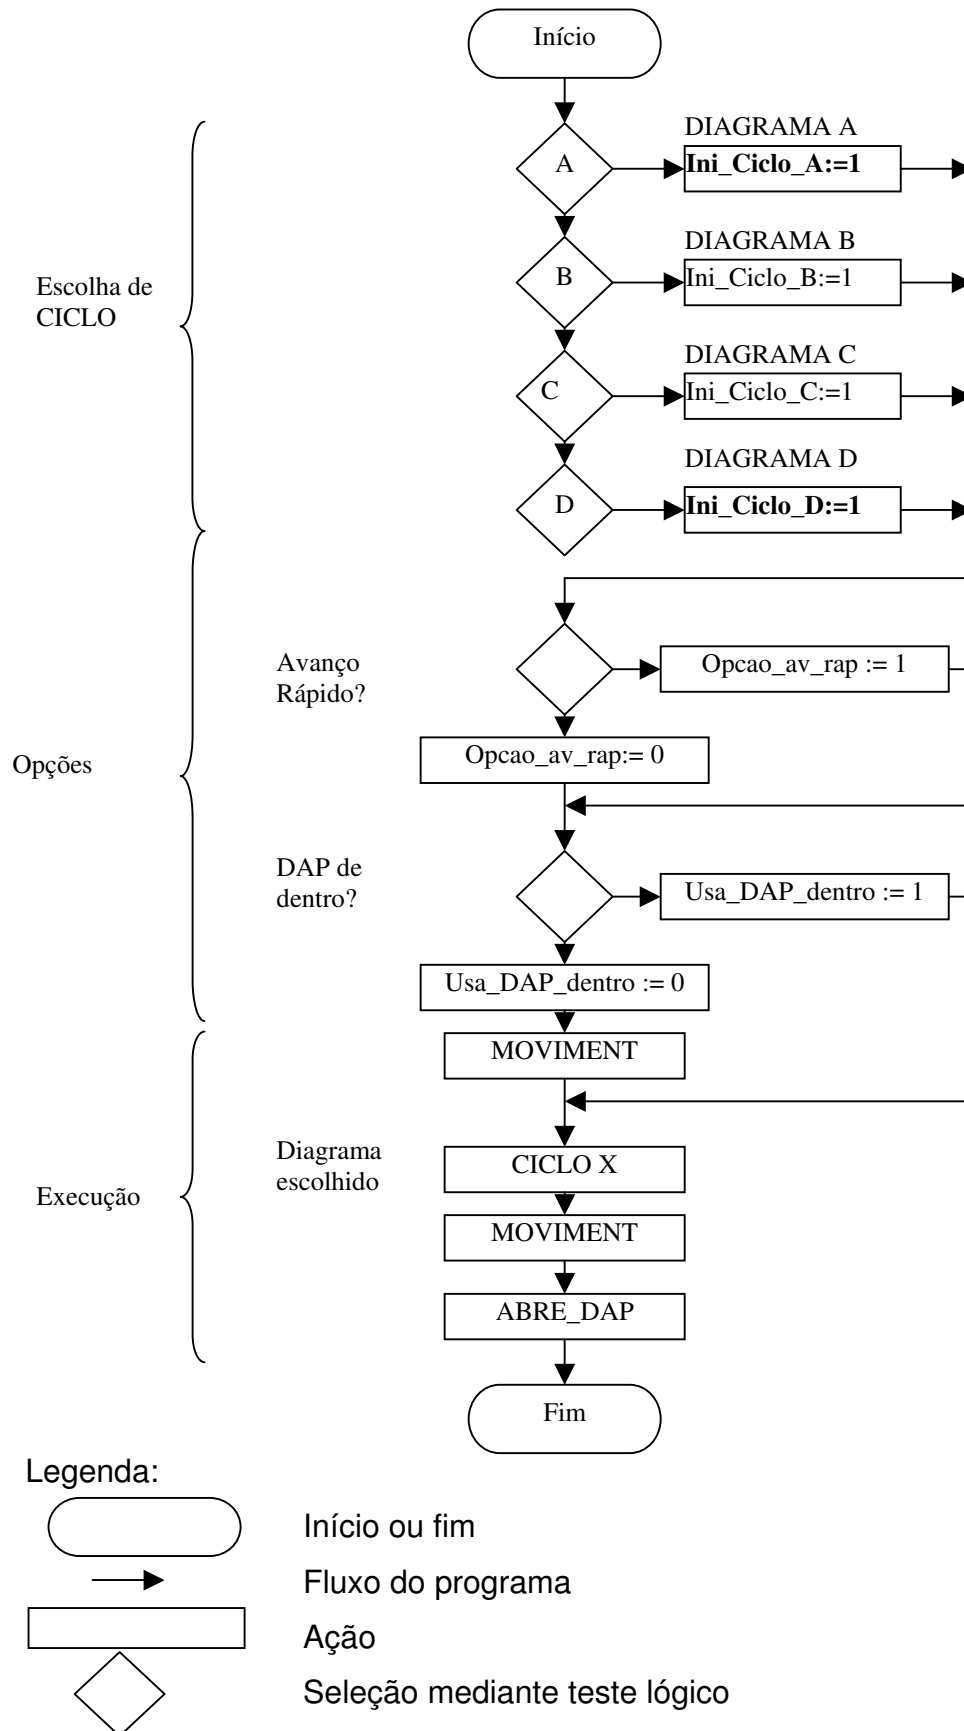 Início
DIAGRAMA A
A
Ini_Ciclo_A:=1
DIAGRAMA B
B
Ini_Ciclo_B:=1
Escolha de
CICLO
DIAGRAMA C
C
Ini_Ciclo_C:=1
DIAGRAMA D
D
Ini_Ciclo_D:=1
Avanço
Rápido?
Opcao_av_rap := 1
Opções
Opcao_av_rap:= 0
DAP de
dentro?
Usa_DAP_dentro := 1
Usa_DAP_dentro := 0
MOVIMENT
Diagrama
escolhido
CICLO X
Execução
MOVIMENT
ABRE_DAP
Fim
Legenda:
Início ou fim
Fluxo do programa
Ação
Seleção mediante teste lógico